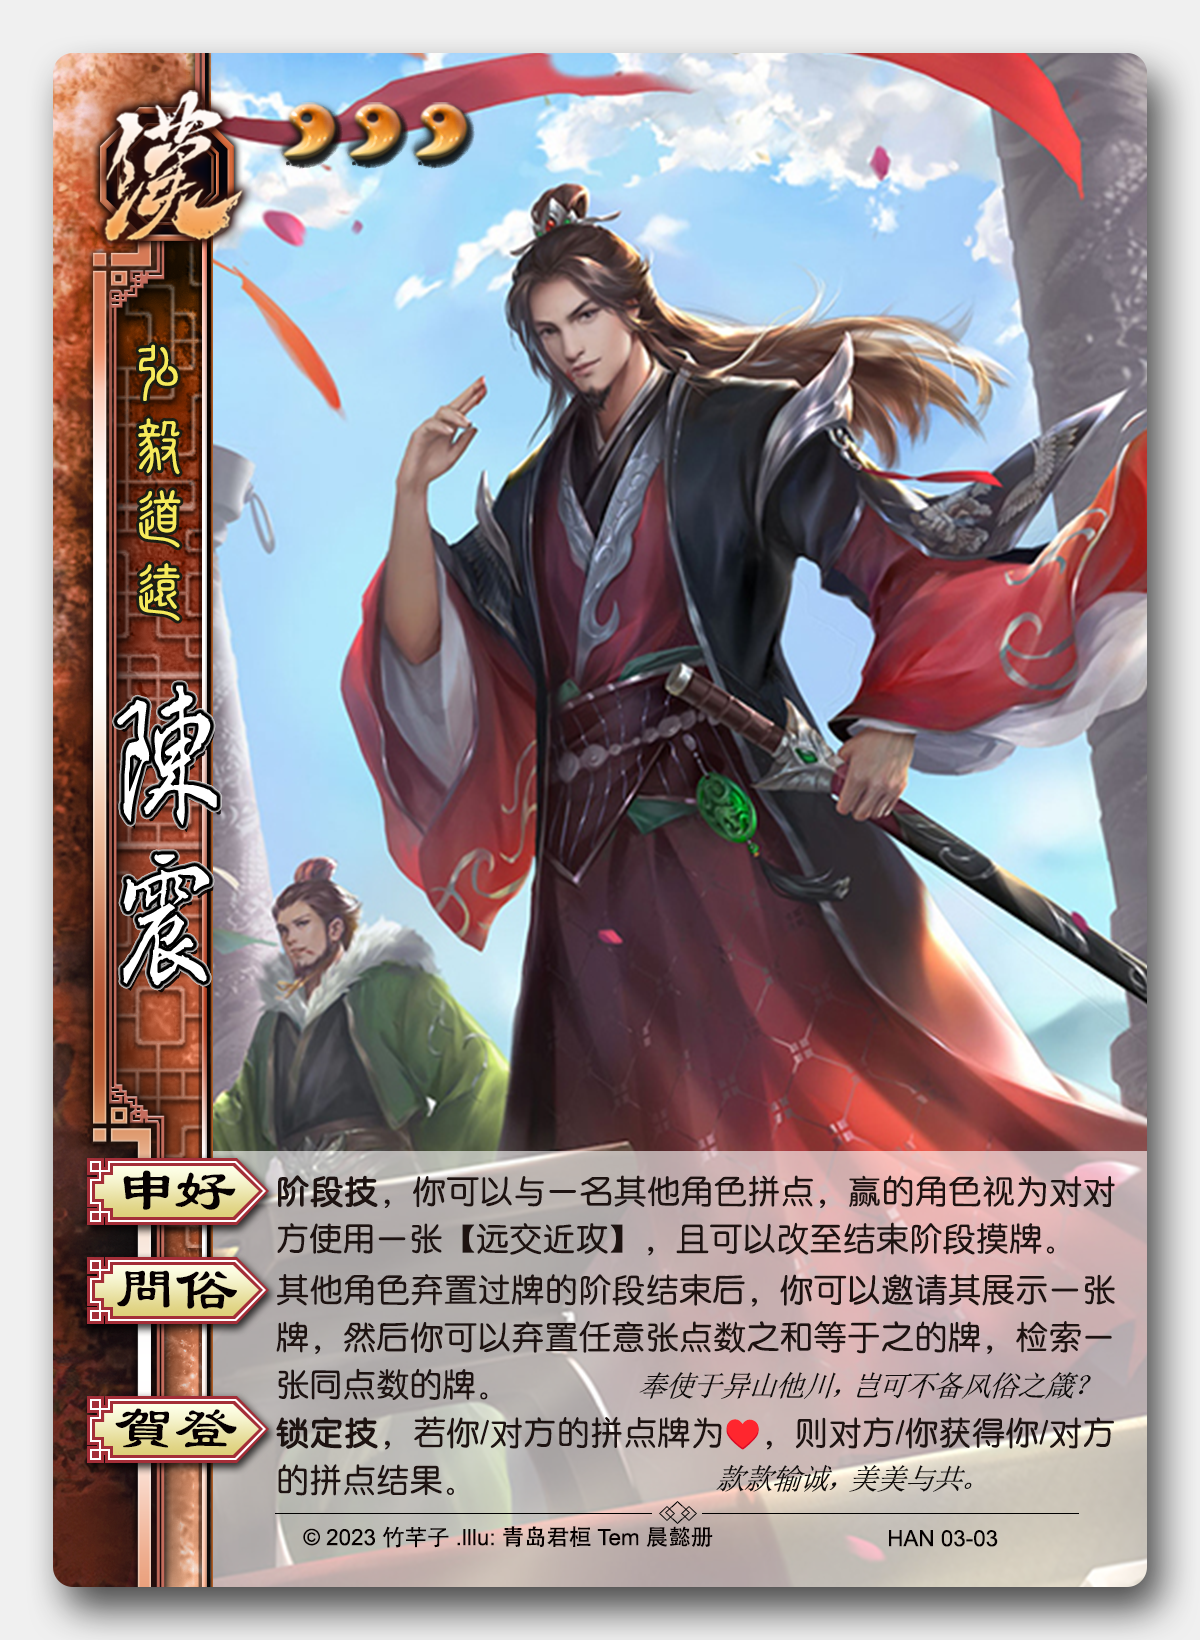 漢
弘毅道遠
陳震
申好
阶段技，你可以与一名其他角色拼点，赢的角色视为对对
方使用一张【远交近攻】，且可以改至结束阶段摸牌。
問俗
其他角色弃置过牌的阶段结束后，你可以邀请其展示一张
牌，然后你可以弃置任意张点数之和等于之的牌，检索一
张同点数的牌。
奉使于异山他川，岂可不备风俗之箴？
賀登
锁定技，若你/对方的拼点牌为♥，则对方/你获得你/对方
的拼点结果。
款款输诚，美美与共。
© 2023 竹芊子 .Illu: 青岛君桓 Tem 晨懿册
HAN 03-03